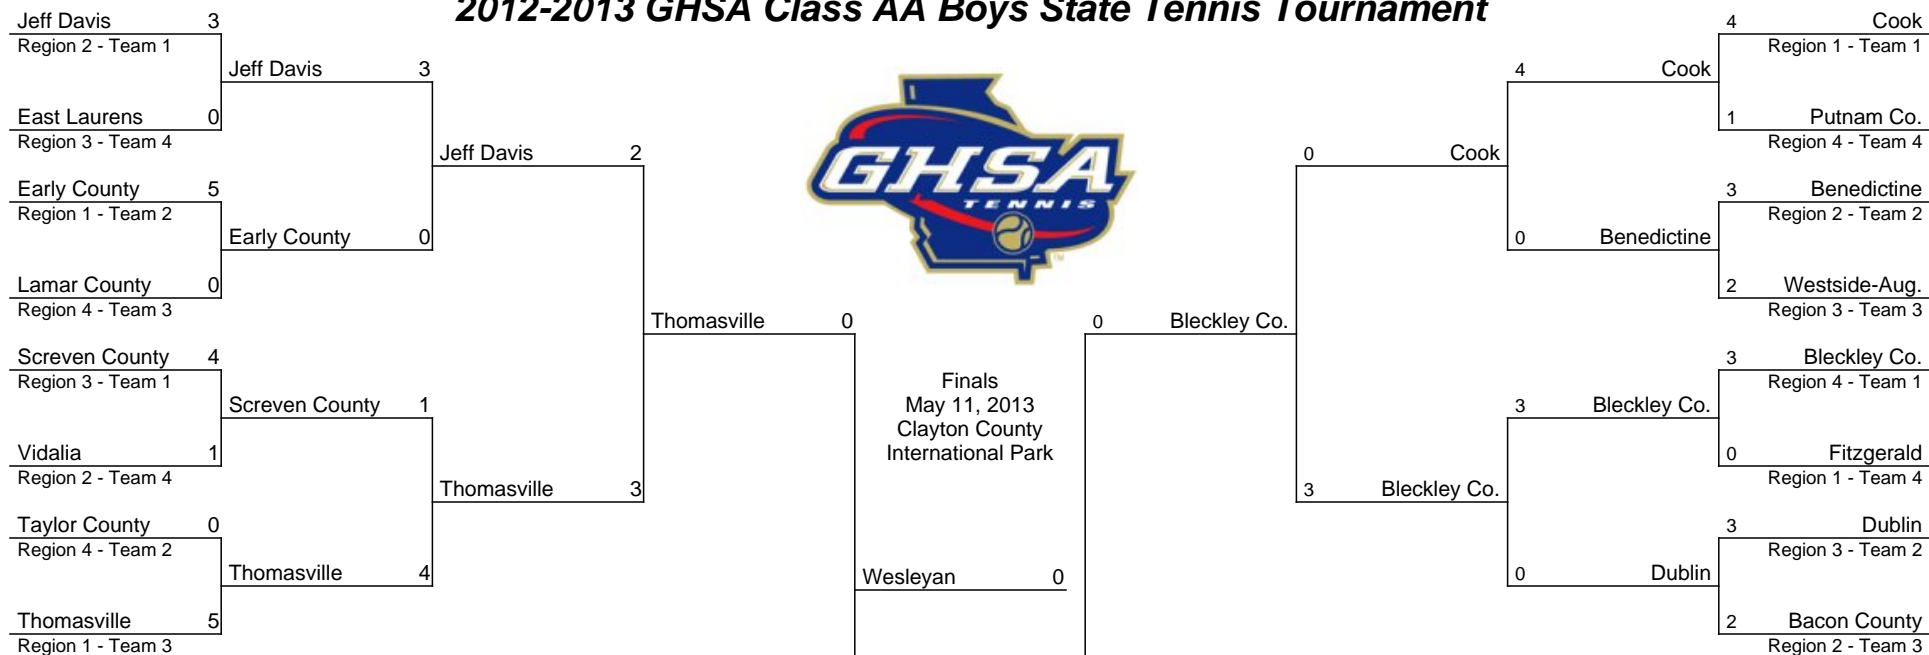 2012-2013 GHSA Class AA Boys State Tennis Tournament
Jeff Davis 3
Region 2 - Team 1
Jeff Davis 3
East Laurens 0
Region 3 - Team 4
Jeff Davis 2
Early County 5
Region 1 - Team 2
Early County 0
Lamar County 0
Region 4 - Team 3
Thomasville 0
Screven County 4
Region 3 - Team 1
Screven County 1
Vidalia 1
Region 2 - Team 4
Thomasville 3
Taylor County 0
Region 4 - Team 2
Thomasville 4
Thomasville 5
Region 1 - Team 3
GHSA
TENNIS
TM
Finals
May 11, 2013
Clayton County
International Park
Wesleyan 0
4 Cook
Region 1 - Team 1
4 Cook
1 Putnam Co.
Region 4 - Team 4
0 Cook
3 Benedictine
Region 2 - Team 2
0 Benedictine
2 Westside-Aug.
Region 3 - Team 3
0 Bleckley Co.
3 Bleckley Co.
Region 4 - Team 1
3 Bleckley Co.
0 Fitzgerald
Region 1 - Team 4
3 Bleckley Co.
3 Dublin
Region 3 - Team 2
0 Dublin
2 Bacon County
Region 2 - Team 3